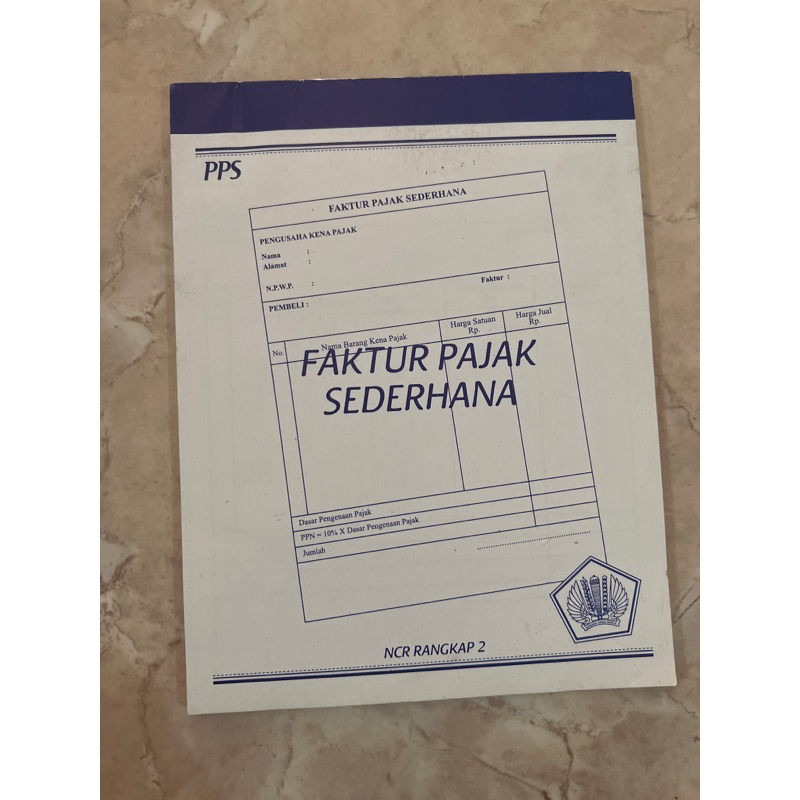 PPS
FAKTUR PAJAK SEDERHANA
PENGUSAHA KENA PAJAK
Nama :
Alamat :
N.P.W.P. :
Faktur :
PEMBELI :
No. Nama Barang Kena Pajak Harga Satuan Rp. Harga Jual Rp.
FAKTUR PAJAK
SEDERHANA
Dasar Pengenaan Pajak
PPN = 10% X Dasar Pengenaan Pajak
Jumlah
NCR RANGKAP 2